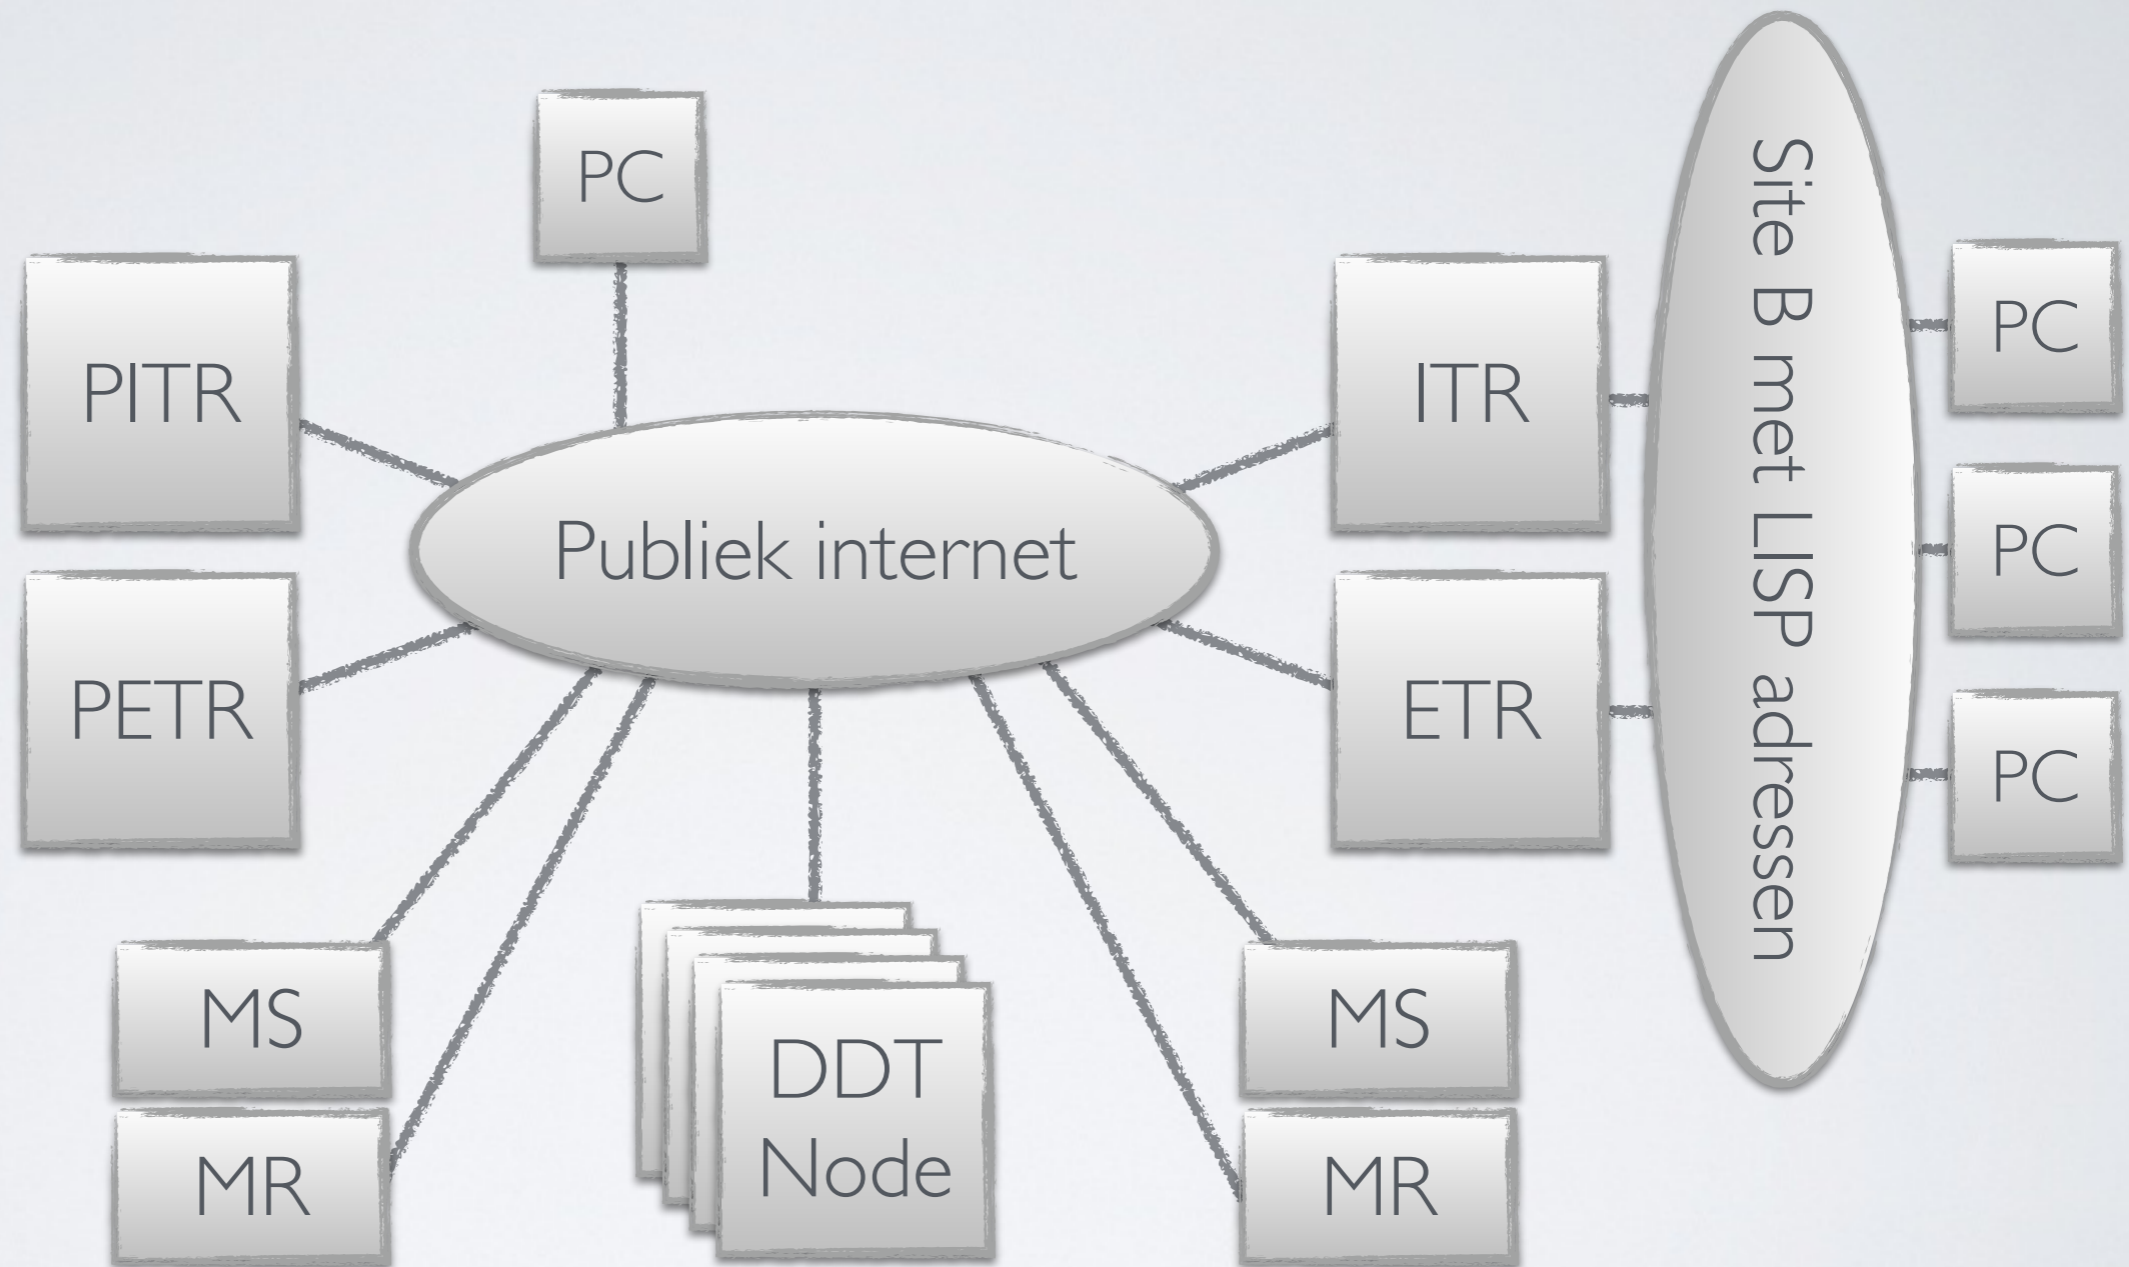 PC
PITR
ITR
PC
Publiek internet
Site B met LISP adressen
PC
PETR
ETR
PC
MS
DDT
Node
MS
MR
MR